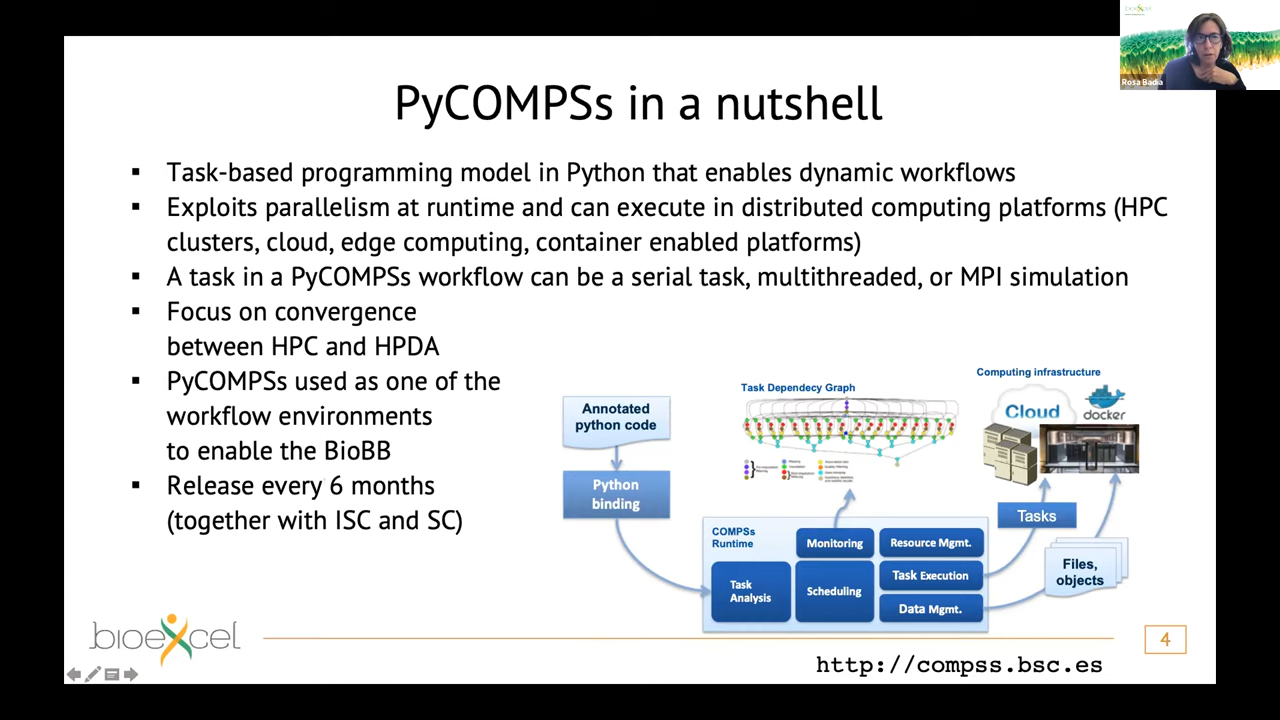 bioexcel
Rosa Badia
PyCOMPSs in a nutshell
▪ Task-based programming model in Python that enables dynamic workflows
▪ Exploits parallelism at runtime and can execute in distributed computing platforms (HPC
clusters, cloud, edge computing, container enabled platforms)
▪ A task in a PyCOMPSs workflow can be a serial task, multithreaded, or MPI simulation
▪ Focus on convergence
between HPC and HPDA
▪ PyCOMPSs used as one of the
workflow environments
to enable the BioBB
▪ Release every 6 months
(together with ISC and SC)
Annotated
python code
Python
binding
Task Dependecy Graph
Computing infrastructure
Cloud
docker
COMPSs
Runtime
Task
Analysis
Monitoring
Scheduling
Resource Mgmt.
Task Execution
Data Mgmt.
Tasks
Files,
objects
bioexcel
4
http://compss.bsc.es